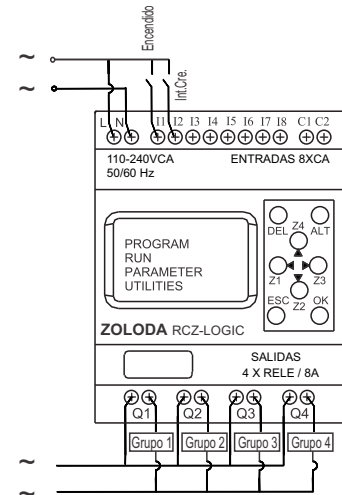 Encendido
Int.Cre.
~
~
L N I1 I2 I3 I4 I5 I6 I7 I8 C1 C2
110-240VCA ENTRADAS 8XCA
50/60 Hz
PROGRAM
RUN
PARAMETER
UTILITIES
DEL Z4 ALT
Z1 Z3
ESC Z2 OK
ZOLODA RCZ-LOGIC
SALIDAS
4 X RELE / 8A
Q1 Q2 Q3 Q4
Grupo 1 Grupo 2 Grupo 3 Grupo 4
~
~